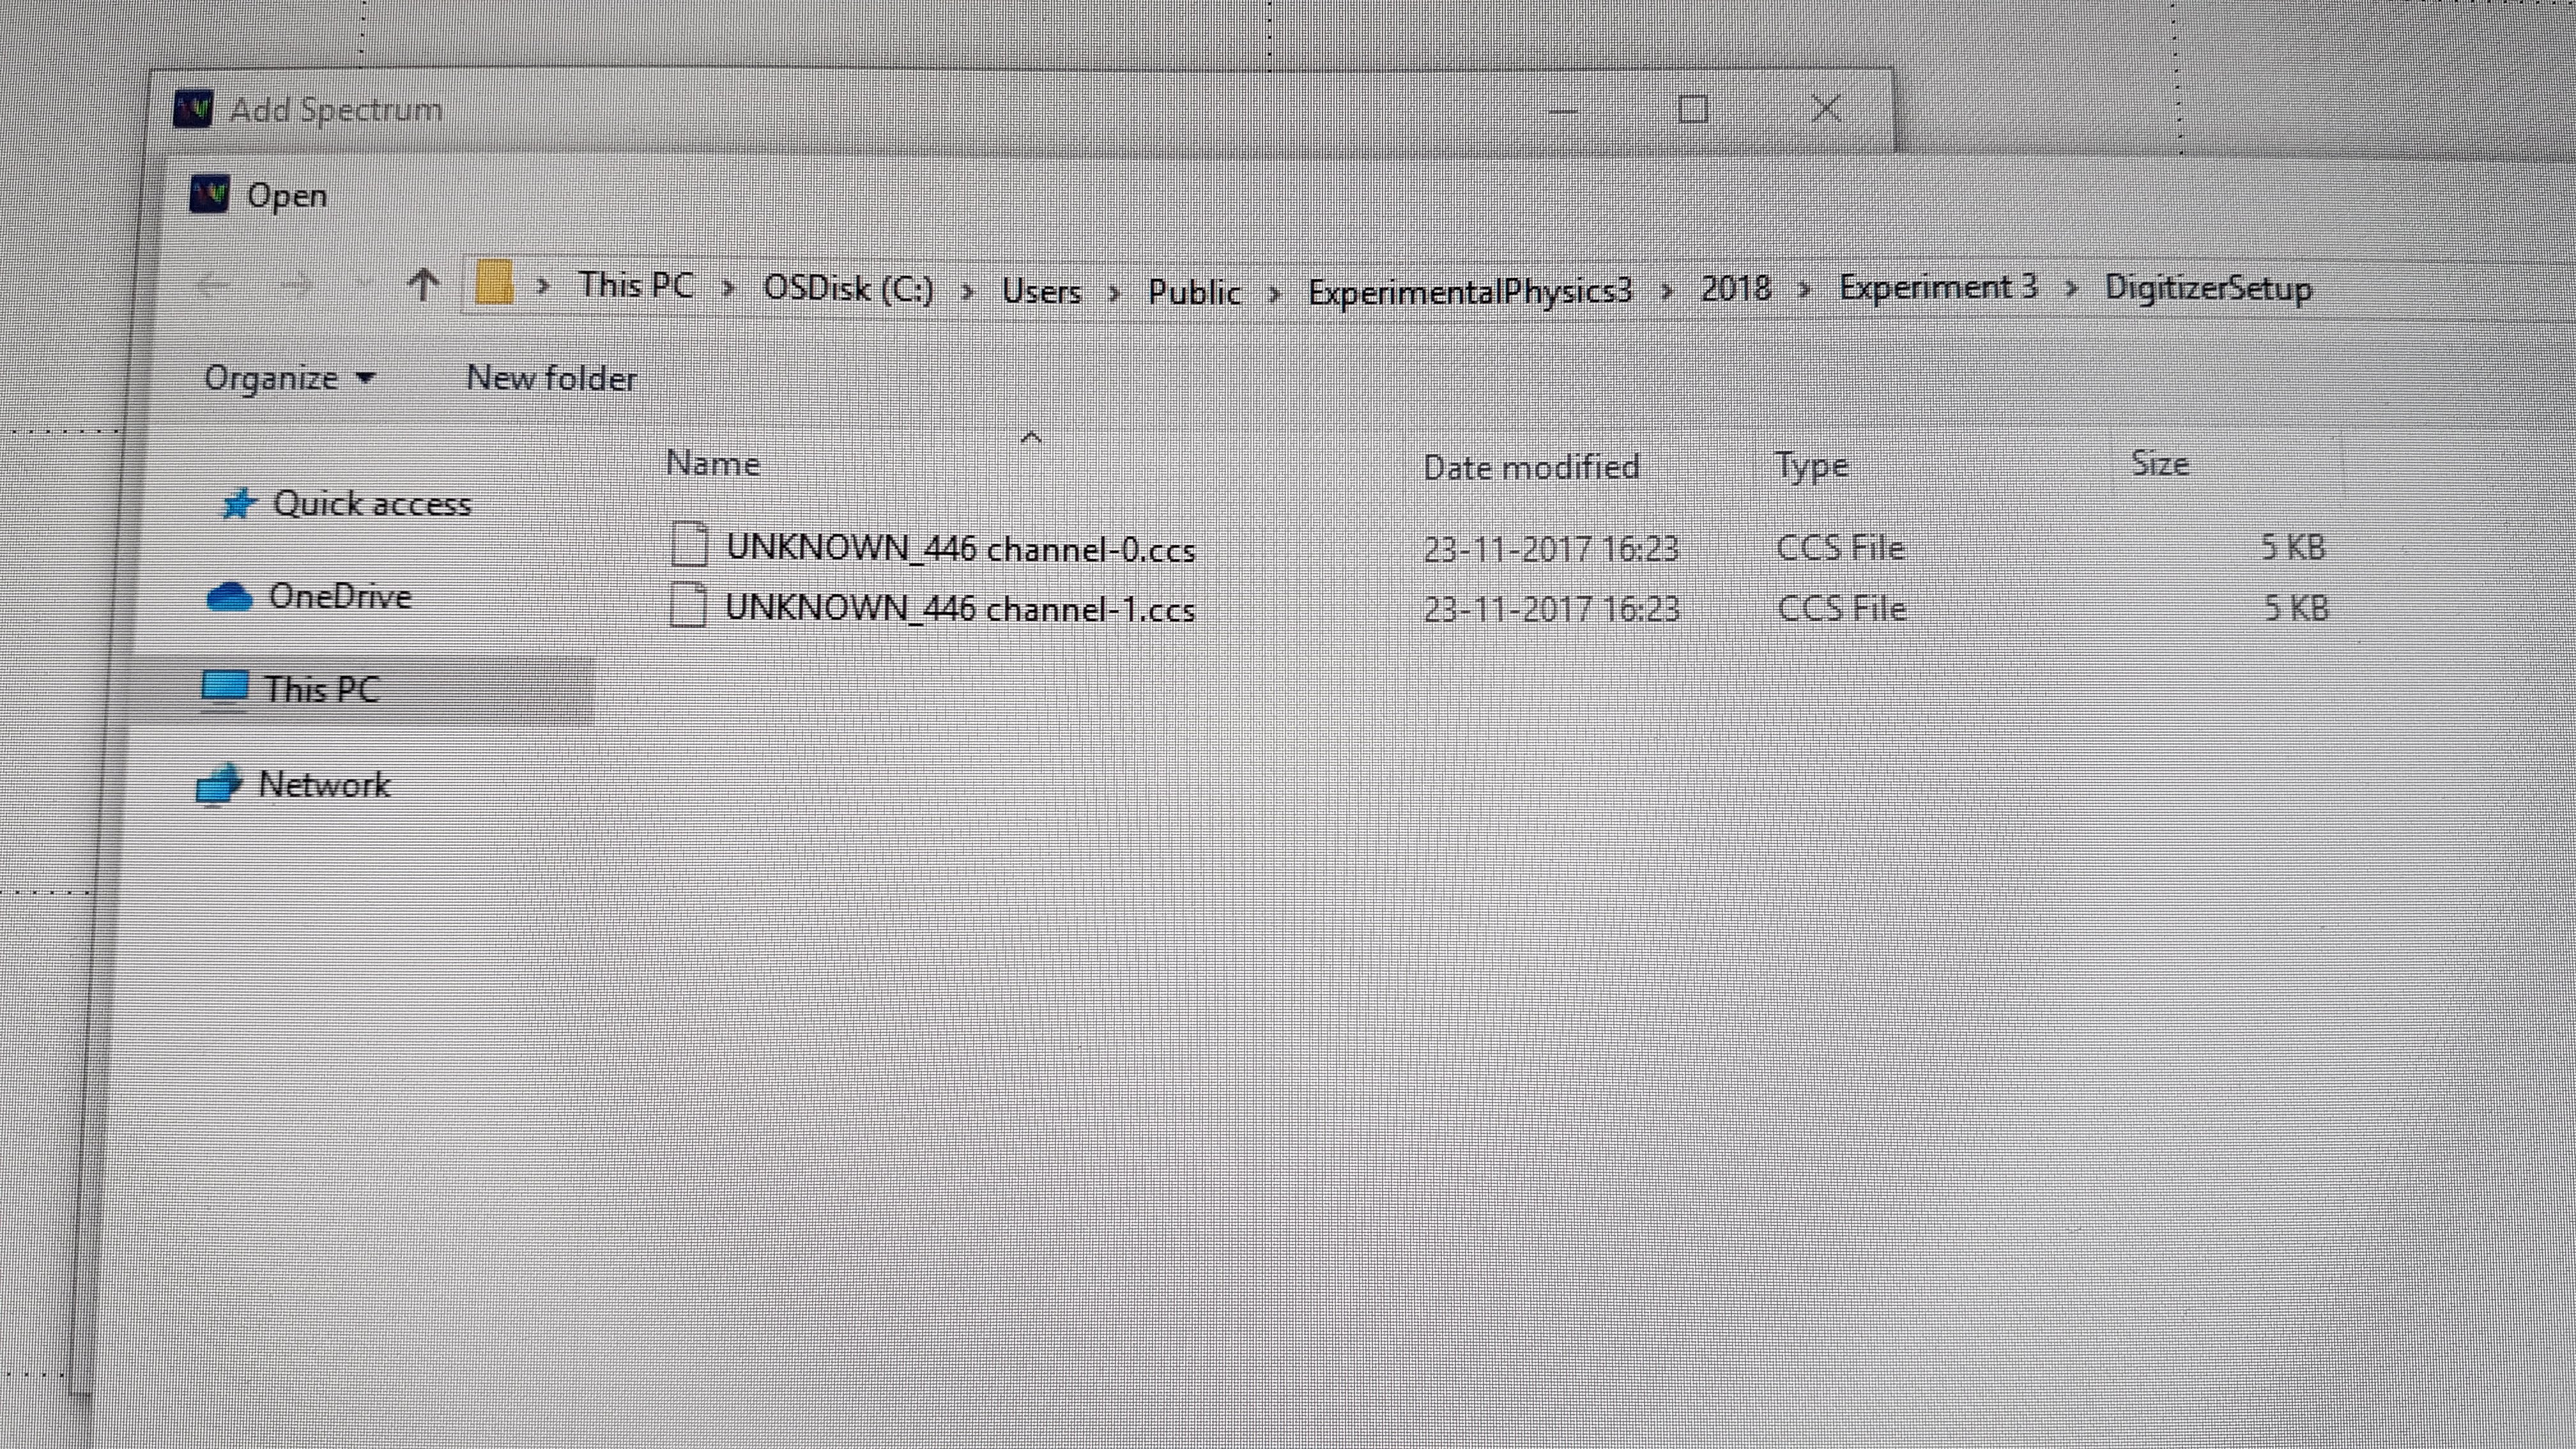 Add Spectrum
Open
This PC > OSDisk (C:) > Users > Public > ExperimentalPhysics3 > 2018 > Experiment 3 > DigitizerSetup
Organize New folder
Name Date modified Type Size
Quick access
UNKNOWN_446 channel-0.ccs 23-11-2017 16:23 CCS File 5 KB
OneDrive
UNKNOWN_446 channel-1.ccs 23-11-2017 16:23 CCS File 5 KB
This PC
Network